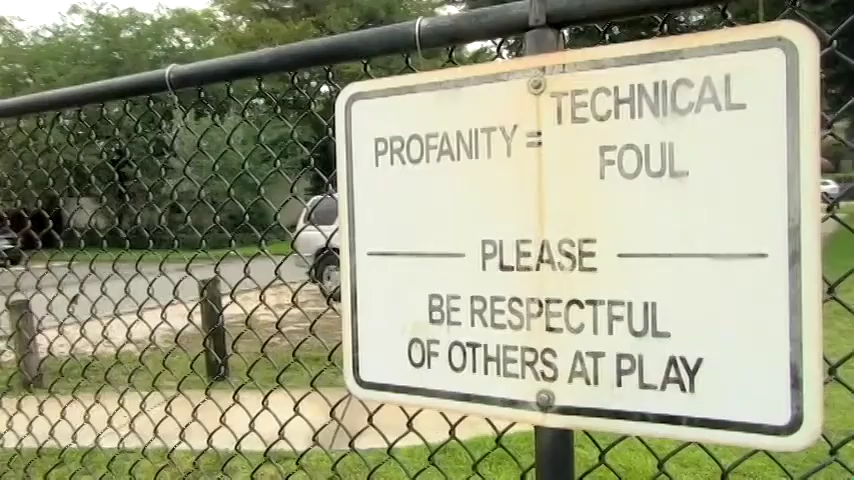 PROFANITY = TECHNICAL
FOUL
PLEASE
BE RESPECTFUL
OF OTHERS AT PLAY